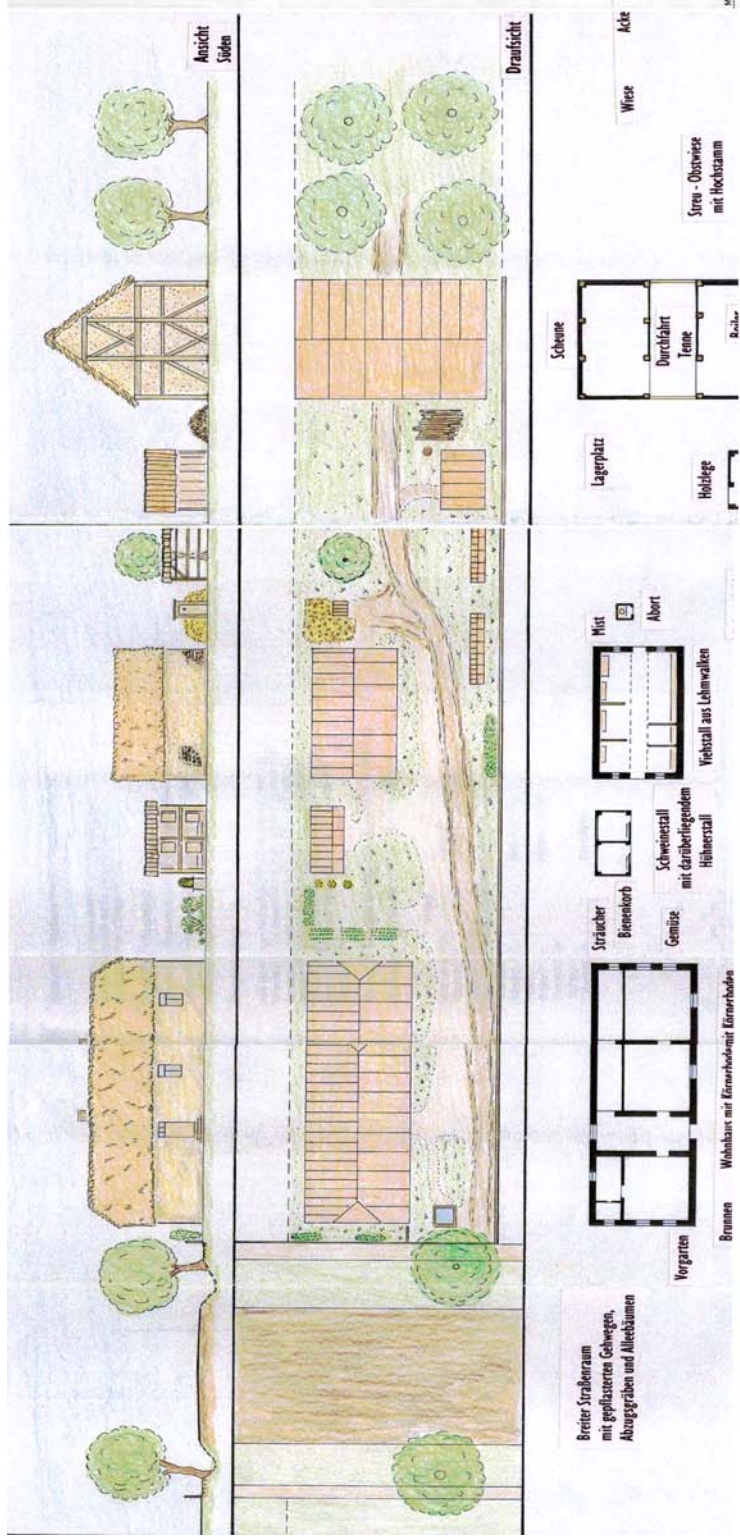 Ansicht
Süden
Draufsicht
Acke
Wiese
Streu - Obstwiese
mit Hochstamm
Scheune
Durchfahrt
Tenne
Lagerplatz
Holzlege
Mist
Abort
Viehstall aus Lehmwalken
Schweinestall
mit darüberliegendem
Hühnerstall
Sträucher
Bienenkorb
Gemüse
Wohnhaus mit Körnerbodenmit Körnerboden
Brunnen
Vorgarten
Breiter Straßenraum
mit gepflasterten Gehwegen,
Abzugsgräben und Alleebäumen